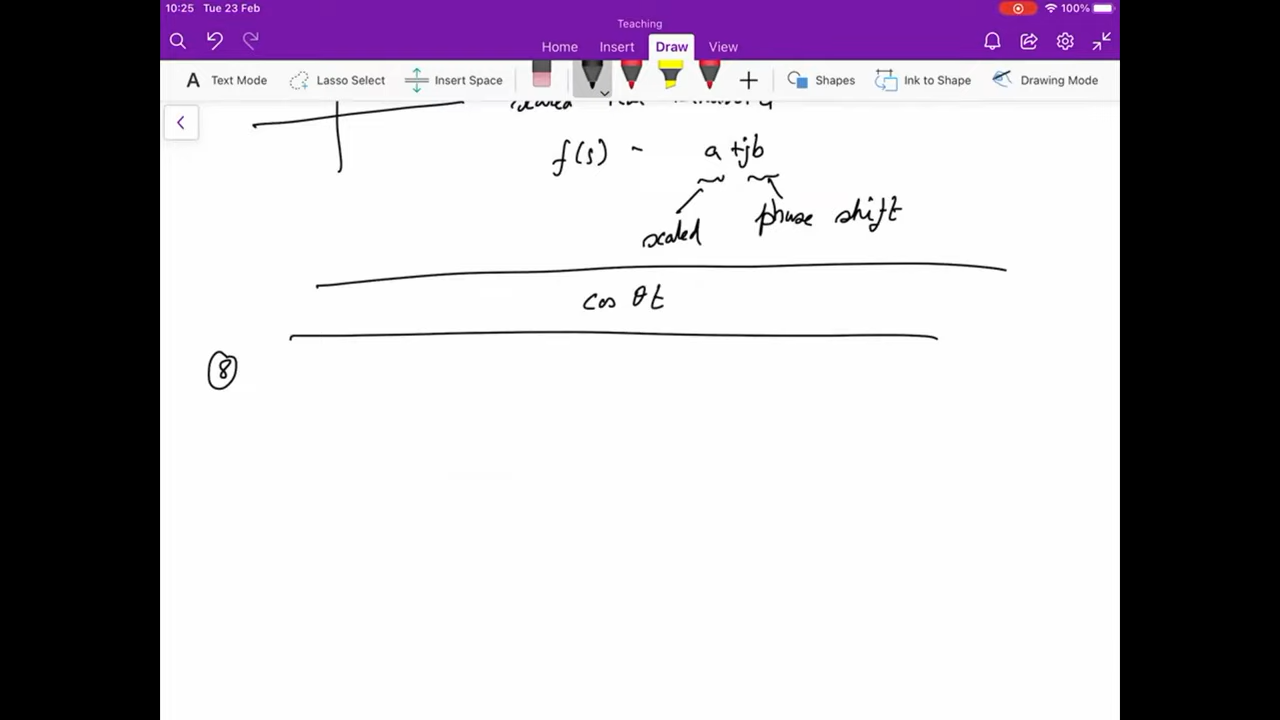 10:25 Tue 23 Feb
100%
Teaching
Home Insert Draw View
Text Mode Lasso Select Insert Space Shapes Ink to Shape Drawing Mode
f(s) = a + jb
scaled phase shift
cos θt
8